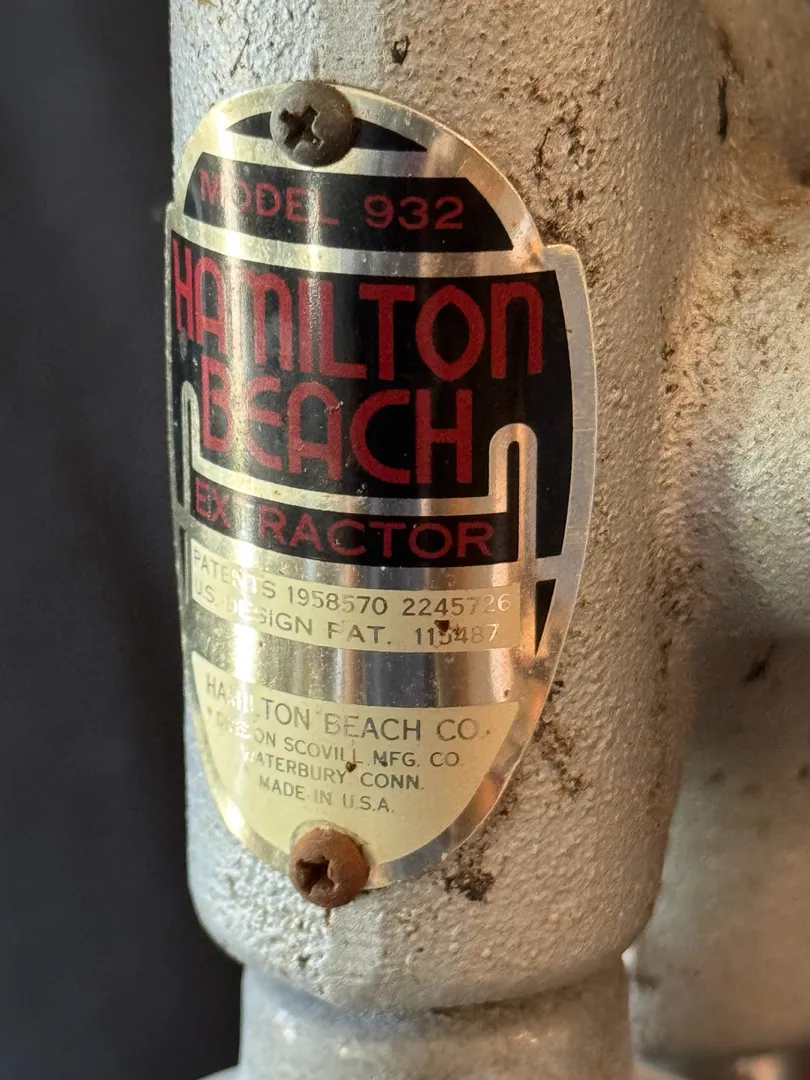 MODEL 932
HAMILTON
BEACH
EXTRACTOR
PATENTS 1958570 2245726
U.S. DESIGN PAT.
HAMILTON BEACH CO.
SCOVILL MFG. CO.
WATERBURY, CONN.
MADE IN U.S.A.